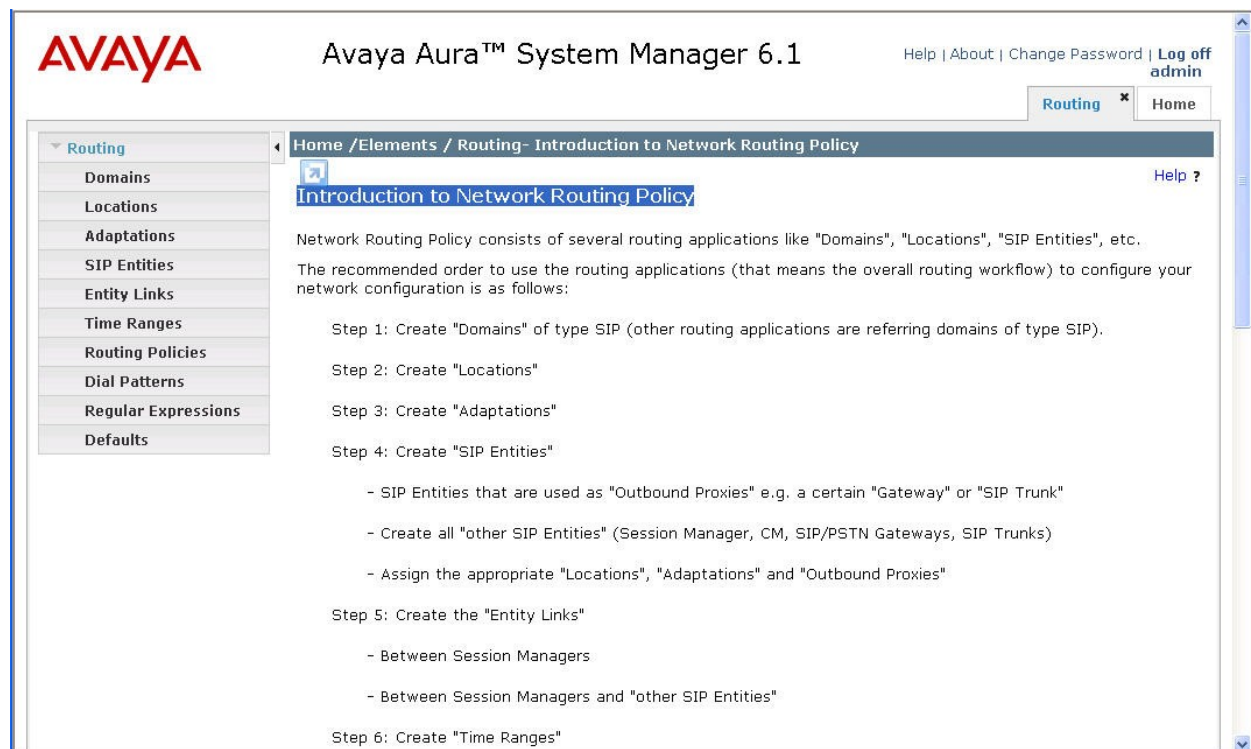 AVAYA
Avaya Aura™ System Manager 6.1
Help | About | Change Password | Log off
admin
Routing ✖ Home
Routing
Domains
Locations
Adaptations
SIP Entities
Entity Links
Time Ranges
Routing Policies
Dial Patterns
Regular Expressions
Defaults
Home /Elements / Routing- Introduction to Network Routing Policy
Help ?
Introduction to Network Routing Policy
Network Routing Policy consists of several routing applications like "Domains", "Locations", "SIP Entities", etc.
The recommended order to use the routing applications (that means the overall routing workflow) to configure your
network configuration is as follows:
Step 1: Create "Domains" of type SIP (other routing applications are referring domains of type SIP).
Step 2: Create "Locations"
Step 3: Create "Adaptations"
Step 4: Create "SIP Entities"
- SIP Entities that are used as "Outbound Proxies" e.g. a certain "Gateway" or "SIP Trunk"
- Create all "other SIP Entities" (Session Manager, CM, SIP/PSTN Gateways, SIP Trunks)
- Assign the appropriate "Locations", "Adaptations" and "Outbound Proxies"
Step 5: Create the "Entity Links"
- Between Session Managers
- Between Session Managers and "other SIP Entities"
Step 6: Create "Time Ranges"